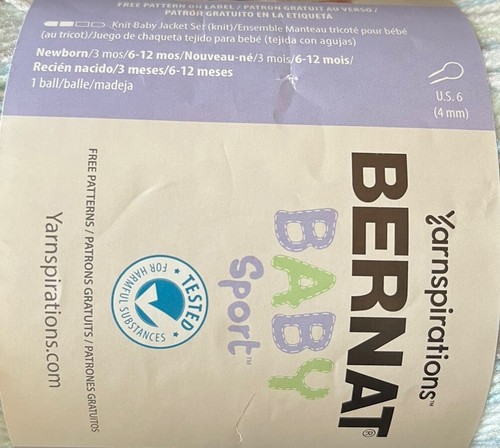 FREE PATTERN ON LABEL / PATRON GRATUIT AU VERSO /
PATRÓN GRATUITO EN LA ETIQUETA
Knit Baby Jacket Set (knit)/Ensemble Manteau tricoté pour bébé
(au tricot)/Juego de chaqueta tejido para bebé (tejida con agujas)
Newborn/3 mos/6-12 mos/Nouveau-né/3 mois/6-12 mois/
Recién nacido/3 meses/6-12 meses
1 ball/balle/madeja
U.S. 6
(4 mm)
Yarnspirations™
BERNAT®
BABY
Sport™
TESTED
FOR HARMFUL SUBSTANCES
FREE PATTERNS / PATRONS GRATUITS / PATRONES GRATUITOS
Yarnspirations.com